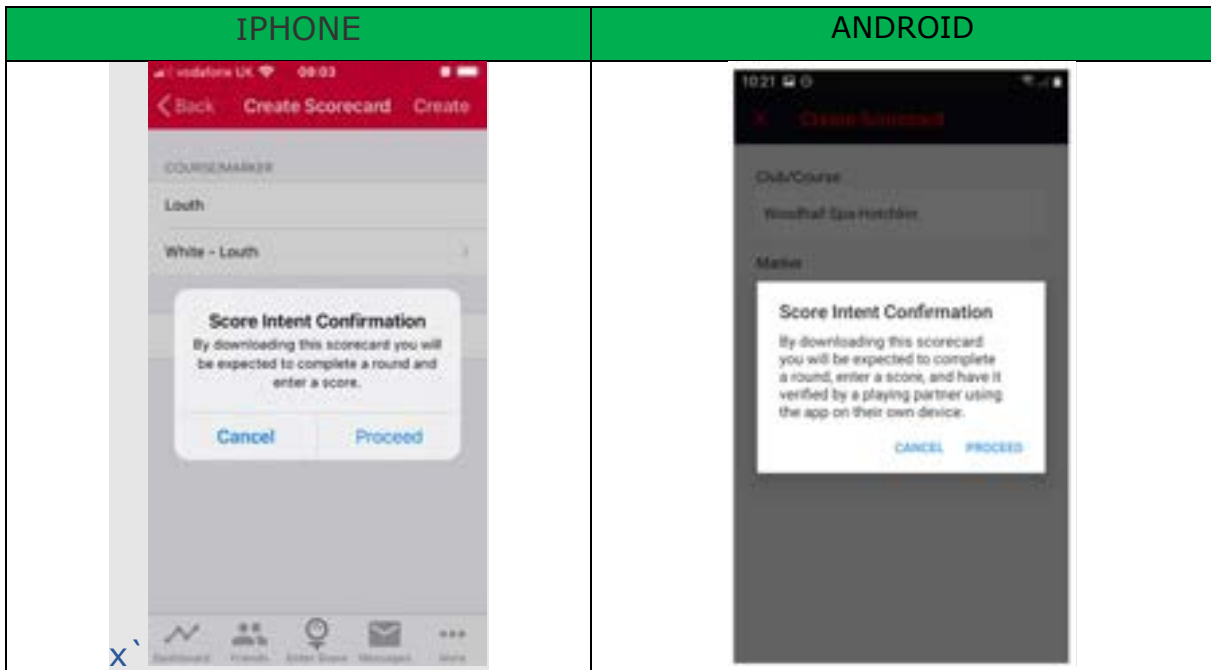 IPHONE
ANDROID
vodafone UK 09:03
Back Create Scorecard Create
COURSE/MARKER
Louth
White - Louth
Score Intent Confirmation
By downloading this scorecard you will
be expected to complete a round and
enter a score.
Cancel Proceed
Dashboard Friends Enter Score Messages More
x`
10:21
X Create Scorecard
Club/Course
Woodhall Spa Hotchkin
Marker
Score Intent Confirmation
By downloading this scorecard
you will be expected to complete
a round, enter a score, and have it
verified by a playing partner using
the app on their own device.
CANCEL PROCEED